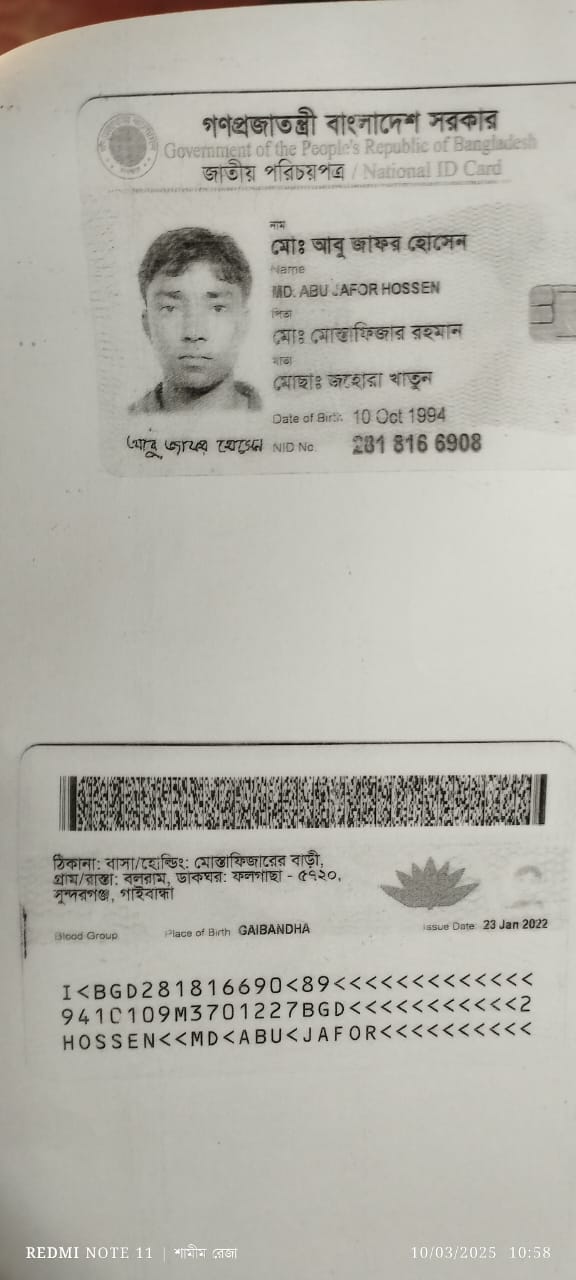 গণপ্রজাতন্ত্রী বাংলাদেশ সরকার
Government of the People's Republic of Bangladesh
জাতীয় পরিচয়পত্র / National ID Card
নাম
মোঃ আবু জাফর হোসেন
Name
MD. ABU JAFOR HOSSEN
পিতা
মোঃ মোস্তাফিজার রহমান
মাতা
মোছাঃ জহোরা খাতুন
Date of Birth 10 Oct 1994
আবু জাফর হোসেন NID No. 281 816 6908
ঠিকানা: বাসা/হোল্ডিং: মোস্তাফিজারের বাড়ী,
গ্রাম/রাস্তা: বলরাম, ডাকঘর: ফলগাছা - ৫৭২০,
সুন্দরগঞ্জ, গাইবান্ধা
Blood Group Place of Birth GAIBANDHA Issue Date: 23 Jan 2022
I<BGD281816690<89<<<<<<<<<<<<<
9410109M3701227BGD<<<<<<<<<<<2
HOSSEN<<MD<ABU<JAFOR<<<<<<<<<<
REDMI NOTE 11 | শামীম রেজা 10/03/2025 10:58